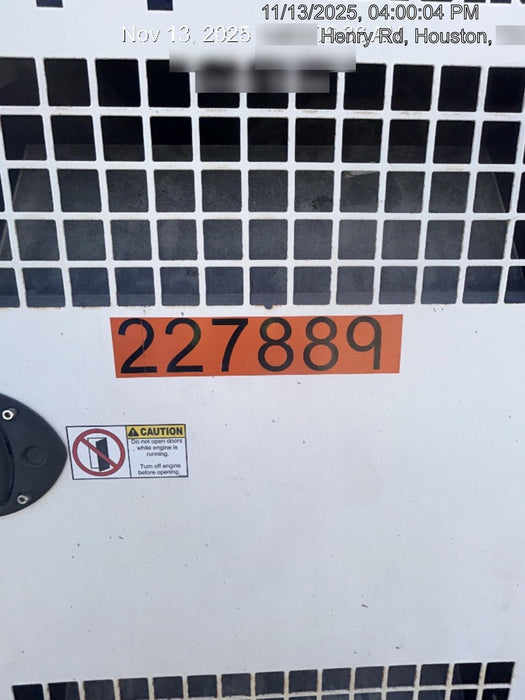 11/13/2025, 04:00:04 PM
Nov 13, 2025
Henry Rd, Houston,
227889
CAUTION
Do not open doors
while engine is
running.
Turn off engine
before opening.